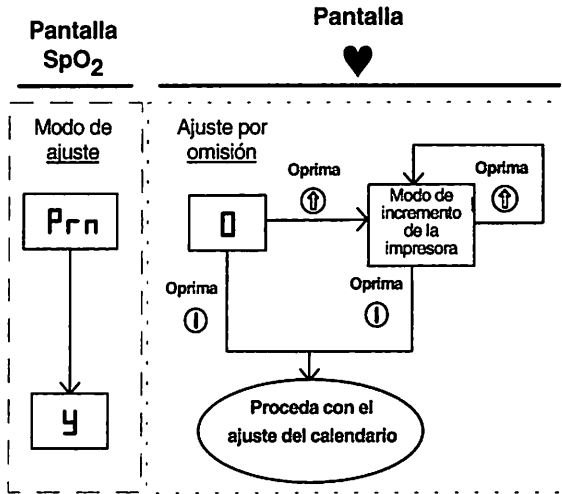 Pantalla
SpO2
Pantalla
Modo de
ajuste
Prn
y
Ajuste por
omisión
0
Oprima
Modo de
incremento
de la
impresora
Oprima
Oprima
Oprima
Proceda con el
ajuste del calendario